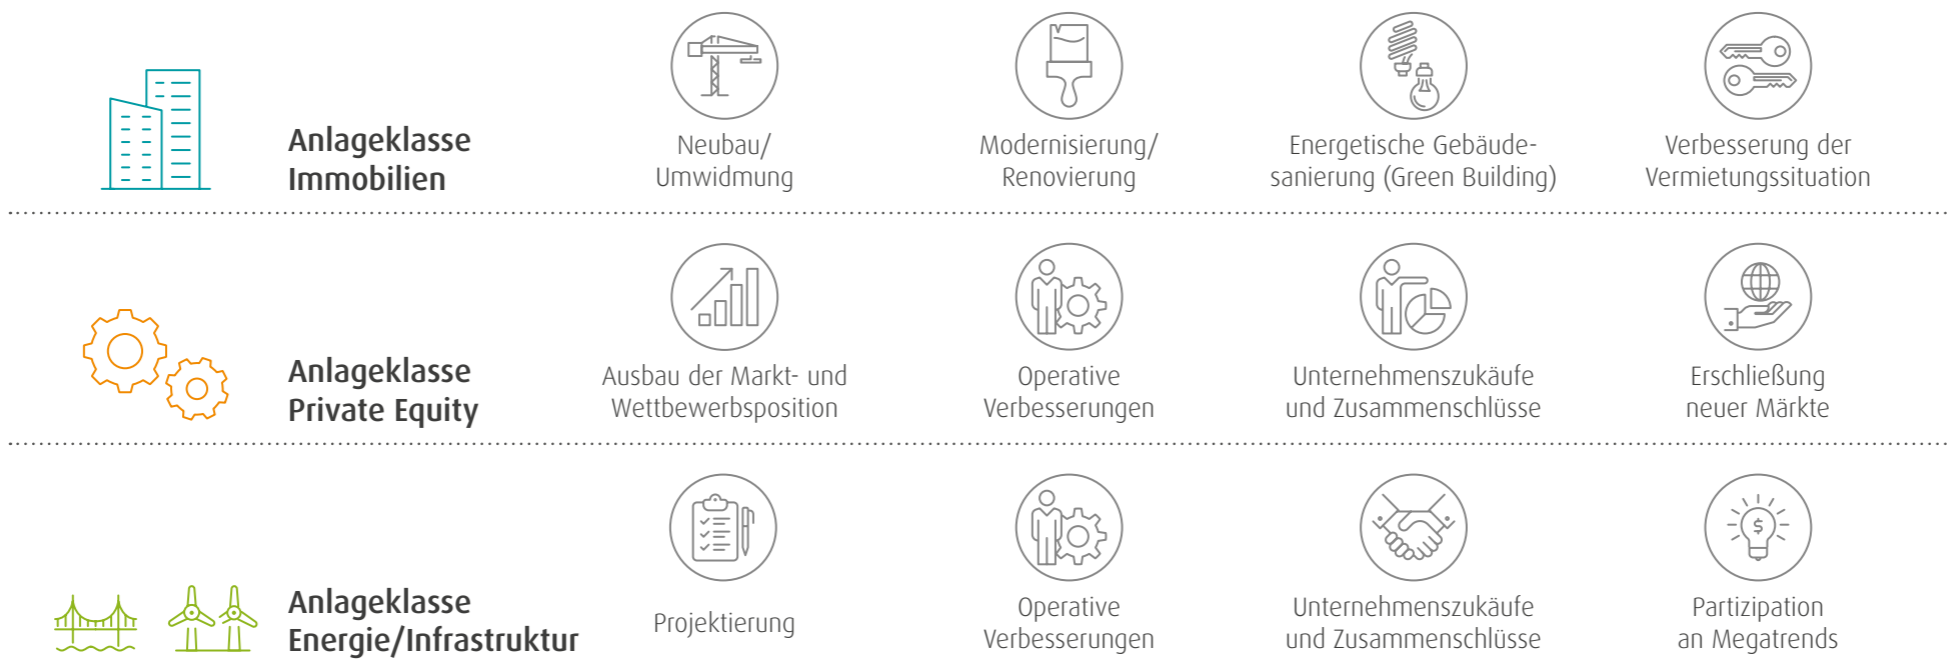 Anlageklasse
Immobilien
Neubau/
Umwidmung
Modernisierung/
Renovierung
Energetische Gebäude-
sanierung (Green Building)
Verbesserung der
Vermietungssituation
Anlageklasse
Private Equity
Ausbau der Markt- und
Wettbewerbsposition
Operative
Verbesserungen
Unternehmenszukäufe
und Zusammenschlüsse
Erschließung
neuer Märkte
Anlageklasse
Energie/Infrastruktur
Projektierung
Operative
Verbesserungen
Unternehmenszukäufe
und Zusammenschlüsse
$
Partizipation
an Megatrends